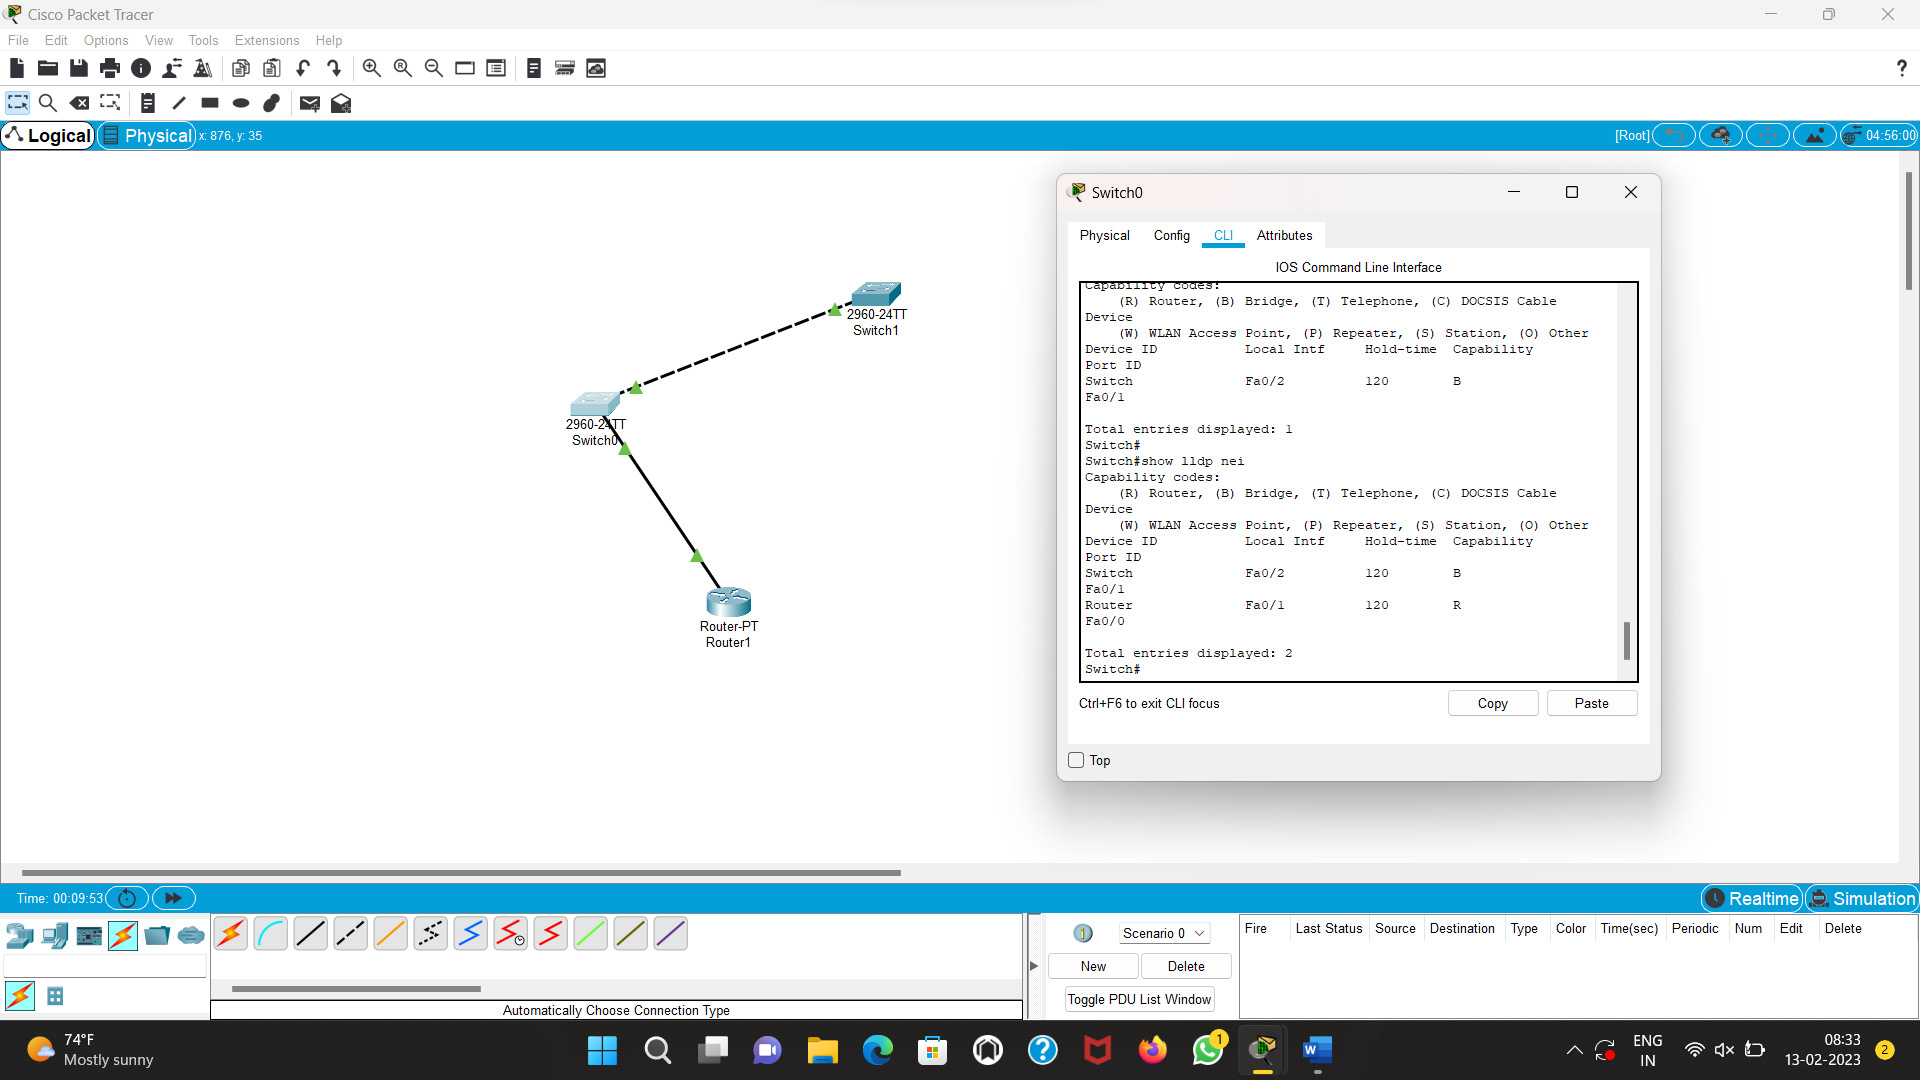 Cisco Packet Tracer
File Edit Options View Tools Extensions Help
?
Logical Physical x: 876, y: 35 [Root] 04:56:00
2960-24TT
Switch1
2960-24TT
Switch0
Router-PT
Router1
Switch0
Physical Config CLI Attributes
IOS Command Line Interface
Capability codes:
(R) Router, (B) Bridge, (T) Telephone, (C) DOCSIS Cable
Device
(W) WLAN Access Point, (P) Repeater, (S) Station, (O) Other
Device ID Local Intf Hold-time Capability
Port ID
Switch Fa0/2 120 B
Fa0/1
Total entries displayed: 1
Switch#
Switch#show lldp nei
Capability codes:
(R) Router, (B) Bridge, (T) Telephone, (C) DOCSIS Cable
Device
(W) WLAN Access Point, (P) Repeater, (S) Station, (O) Other
Device ID Local Intf Hold-time Capability
Port ID
Switch Fa0/2 120 B
Fa0/1
Router Fa0/1 120 R
Fa0/0
Total entries displayed: 2
Switch#
Ctrl+F6 to exit CLI focus
Copy Paste
Top
Time: 00:09:53
Realtime Simulation
Automatically Choose Connection Type
1
Scenario 0
New Delete
Toggle PDU List Window
Fire Last Status Source Destination Type Color Time(sec) Periodic Num Edit Delete
74°F
Mostly sunny
?
1
W
ENG
IN
08:33
13-02-2023
2